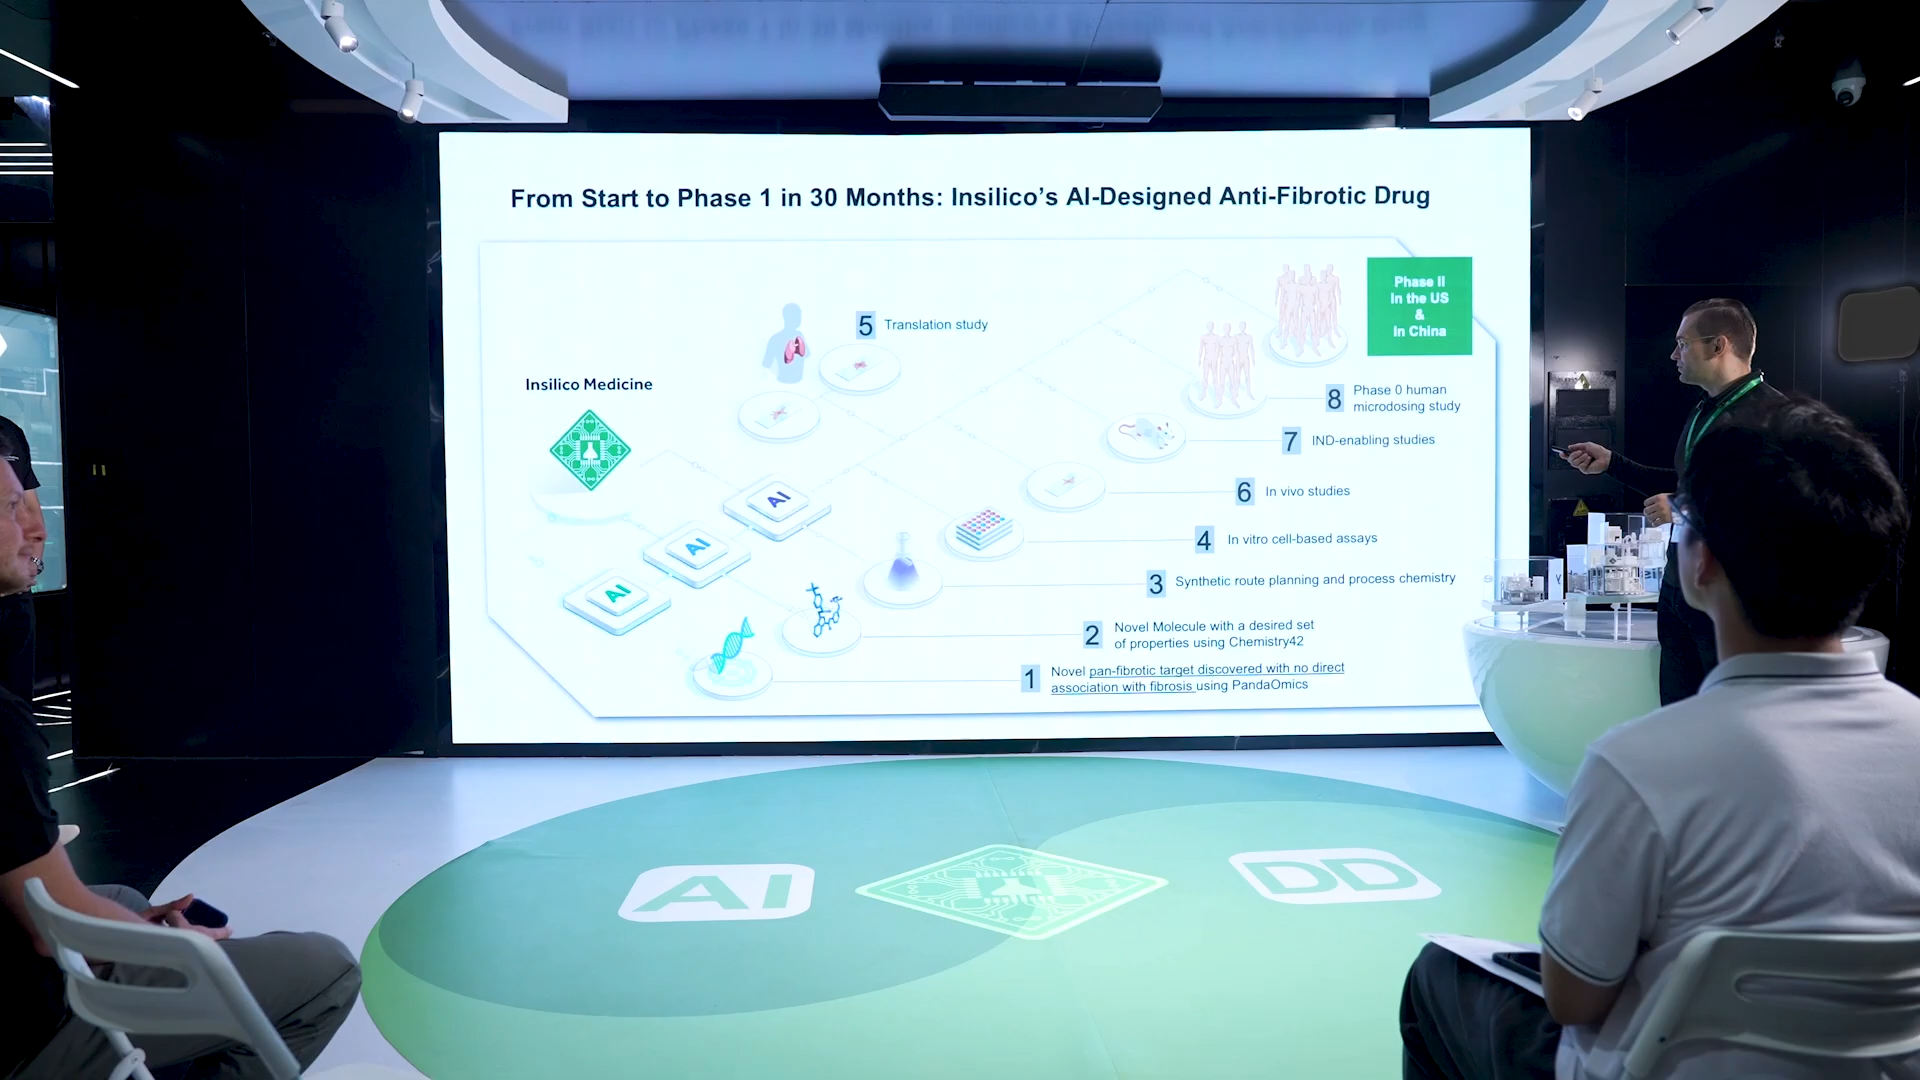 From Start to Phase 1 in 30 Months: Insilico's AI-Designed Anti-Fibrotic Drug
Phase II
in the US
&
in China
5 Translation study
Insilico Medicine
8 Phase 0 human
microdosing study
7 IND-enabling studies
6 In vivo studies
AI
AI
AI
4 In vitro cell-based assays
3 Synthetic route planning and process chemistry
2 Novel Molecule with a desired set
of properties using Chemistry42
1 Novel pan-fibrotic target discovered with no direct
association with fibrosis using PandaOmics
AI
DD